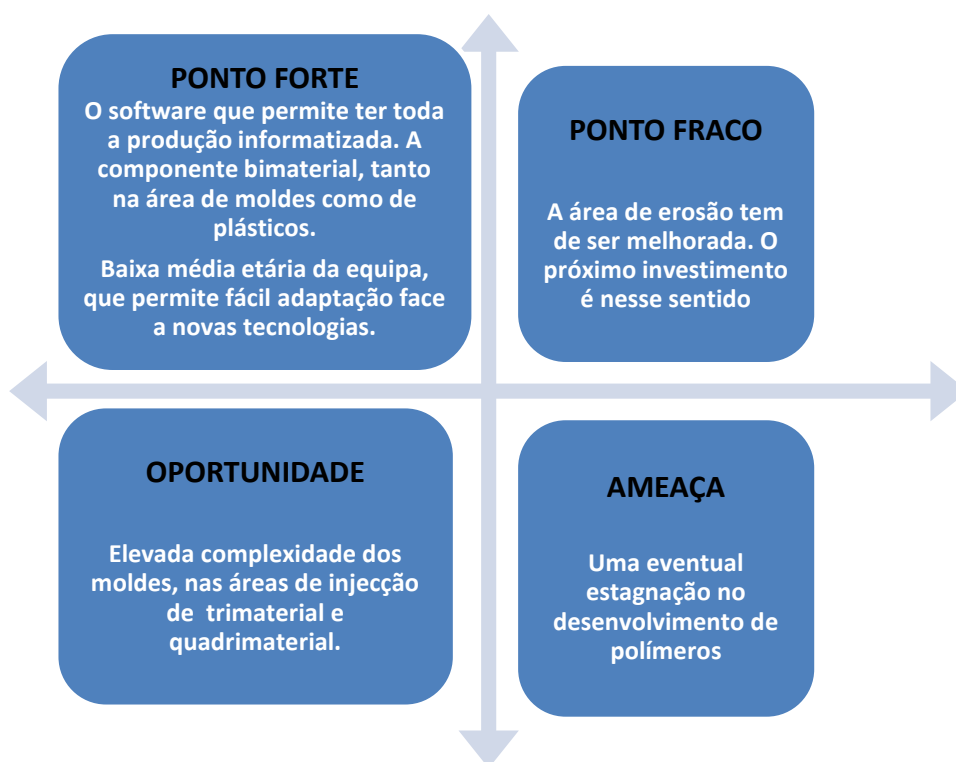 PONTO FORTE
O software que permite ter toda
a produção informatizada. A
componente bimaterial, tanto
na área de moldes como de
plásticos.
Baixa média etária da equipa,
que permite fácil adaptação face
a novas tecnologias.
PONTO FRACO
A área de erosão tem
de ser melhorada. O
próximo investimento
é nesse sentido
OPORTUNIDADE
Elevada complexidade dos
moldes, nas áreas de injecção
de trimaterial e
quadrimaterial.
AMEAÇA
Uma eventual
estagnação no
desenvolvimento de
polímeros